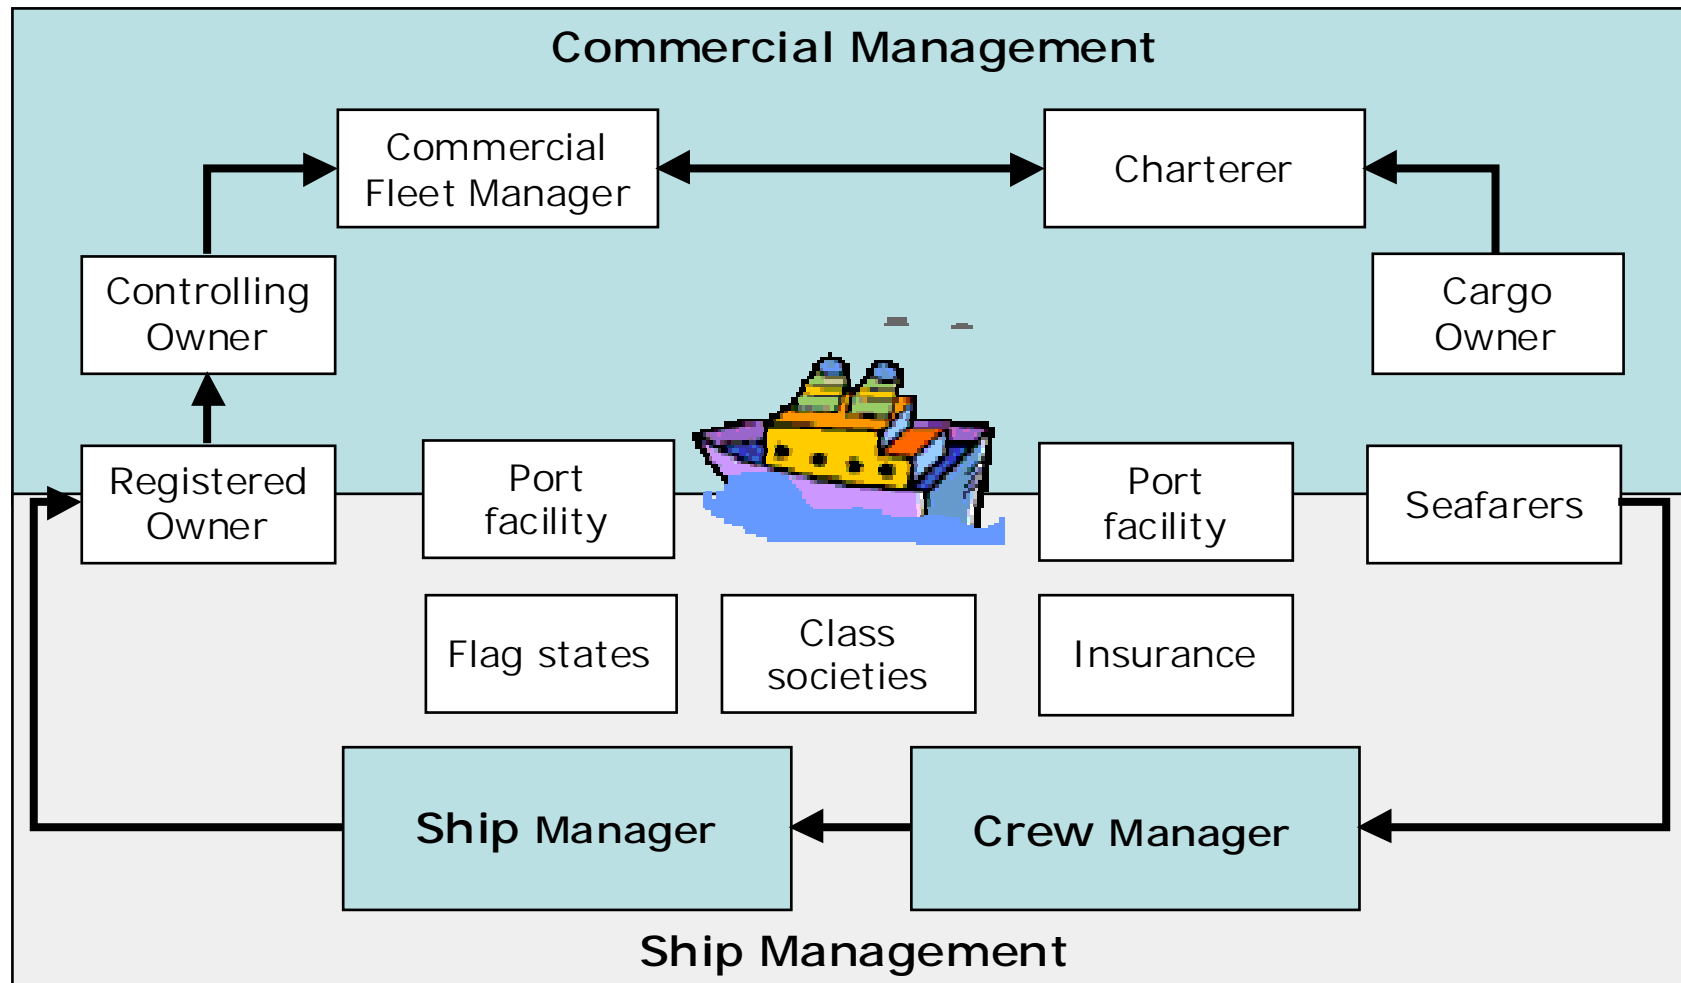 Commercial Management
Commercial
Fleet Manager
Charterer
Controlling
Owner
Cargo
Owner
Registered
Owner
Port
facility
Port
facility
Seafarers
Flag states
Class
societies
Insurance
Ship Manager
Crew Manager
Ship Management